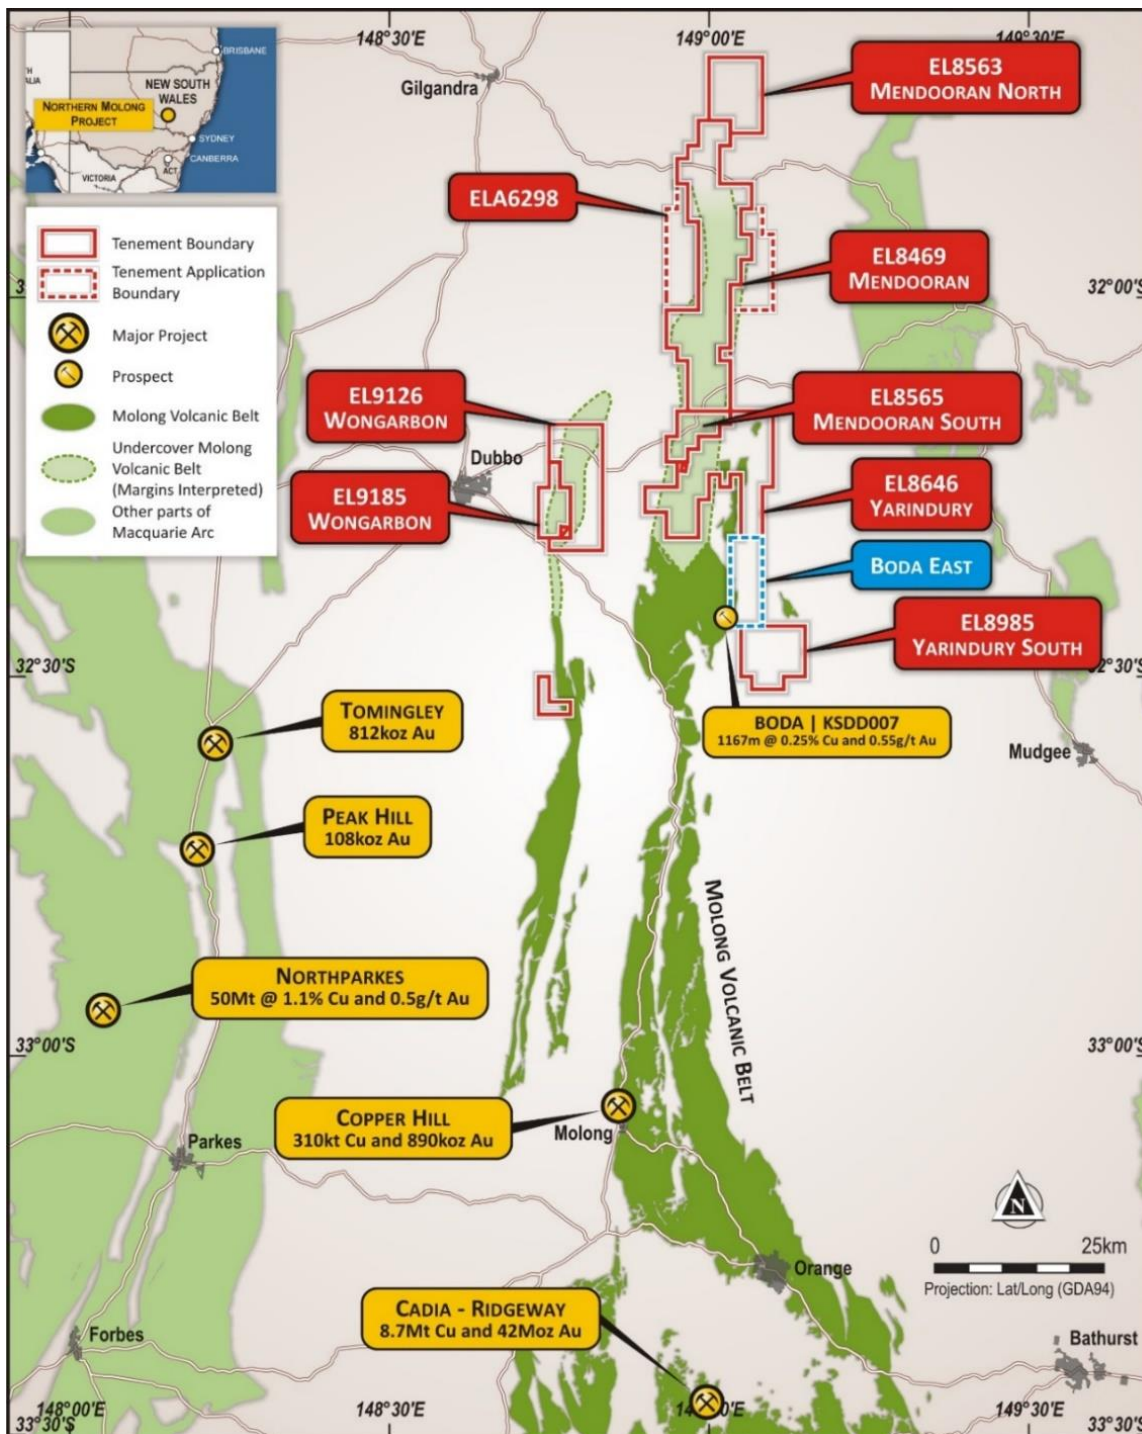 148°30'E
149°00'E
149°30'E
BRISBANE
NEW SOUTH
WALES
NORTHERN MOLONG
PROJECT
SYDNEY
CANBERRA
ACT
VICTORIA
Gilgandra
EL8563
MENDOORAN NORTH
ELA6298
EL8469
MENDOORAN
32°00'S
Tenement Boundary
Tenement Application
Boundary
Major Project
Prospect
Molong Volcanic Belt
Undercover Molong
Volcanic Belt
(Margins Interpreted)
Other parts of
Macquarie Arc
EL9126
WONGARBON
EL8565
MENDOORAN SOUTH
Dubbo
EL9185
WONGARBON
EL8646
YARINDURY
BODA EAST
EL8985
YARINDURY SOUTH
32°30'S
32°30'S
TOMINGLEY
812koz Au
BODA | KSDD007
1167m @ 0.25% Cu and 0.55g/t Au
Mudgee
PEAK HILL
108koz Au
MOLONG VOLCANIC BELT
NORTHPARKES
50Mt @ 1.1% Cu and 0.5g/t Au
33°00'S
33°00'S
COPPER HILL
310kt Cu and 890koz Au
Molong
Parkes
N
0 25km
Projection: Lat/Long (GDA94)
Orange
CADIA - RIDGEWAY
8.7Mt Cu and 42Moz Au
Forbes
Bathurst
148°00'E
148°30'E
149°30'E
33°30'S
33°30'S